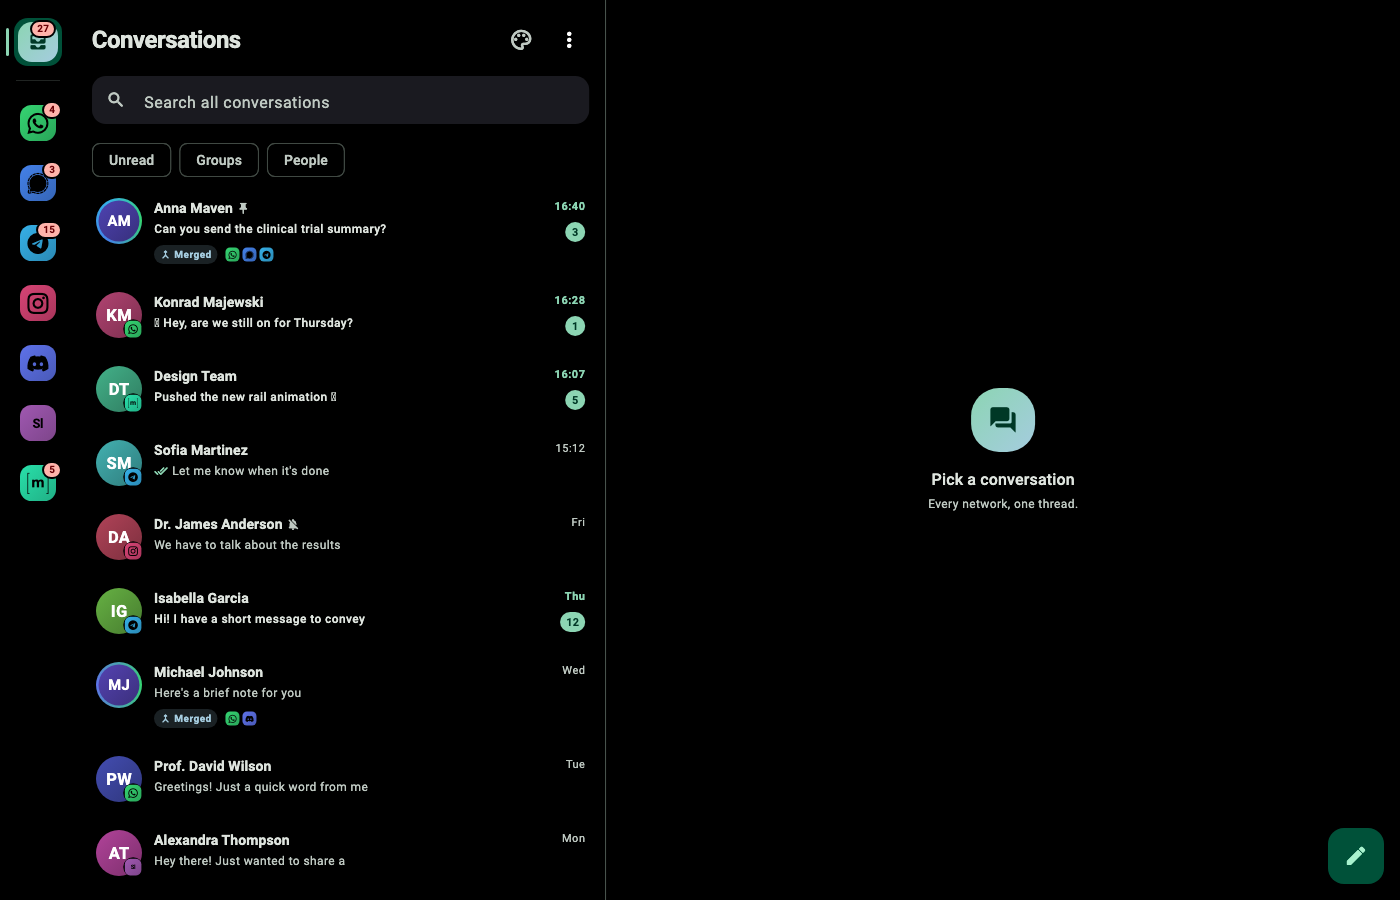 27
Conversations
Search all conversations
Unread
Groups
People
4
3
15
Sl
[m]
5
AM
Anna Maven
16:40
Can you send the clinical trial summary?
3
Merged
KM
Konrad Majewski
16:28
Hey, are we still on for Thursday?
1
DT
Design Team
16:07
Pushed the new rail animation
5
[m]
SM
Sofia Martinez
15:12
Let me know when it's done
DA
Dr. James Anderson
Fri
We have to talk about the results
IG
Isabella Garcia
Thu
Hi! I have a short message to convey
12
MJ
Michael Johnson
Wed
Here's a brief note for you
Merged
PW
Prof. David Wilson
Tue
Greetings! Just a quick word from me
AT
Alexandra Thompson
Mon
Hey there! Just wanted to share a
Pick a conversation
Every network, one thread.